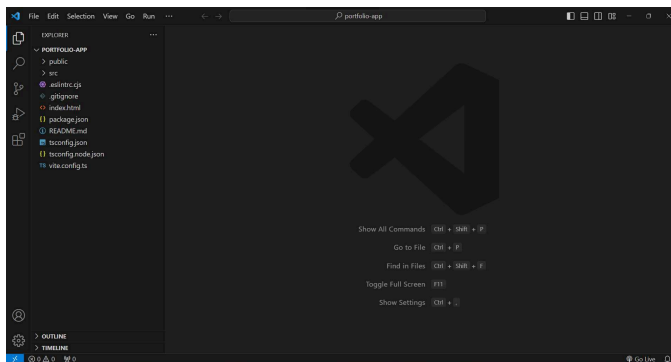 File Edit Selection View Go Run ···
portfolio-app
EXPLORER ···
PORTFOLIO-APP
public
src
.eslintrc.cjs
.gitignore
index.html
package.json
README.md
tsconfig.json
tsconfig.node.json
TS vite.config.ts
Show All Commands Ctrl + Shift + P
Go to File Ctrl + P
Find in Files Ctrl + Shift + F
Toggle Full Screen F11
Show Settings Ctrl + ,
OUTLINE
TIMELINE
0 0 0 Go Live